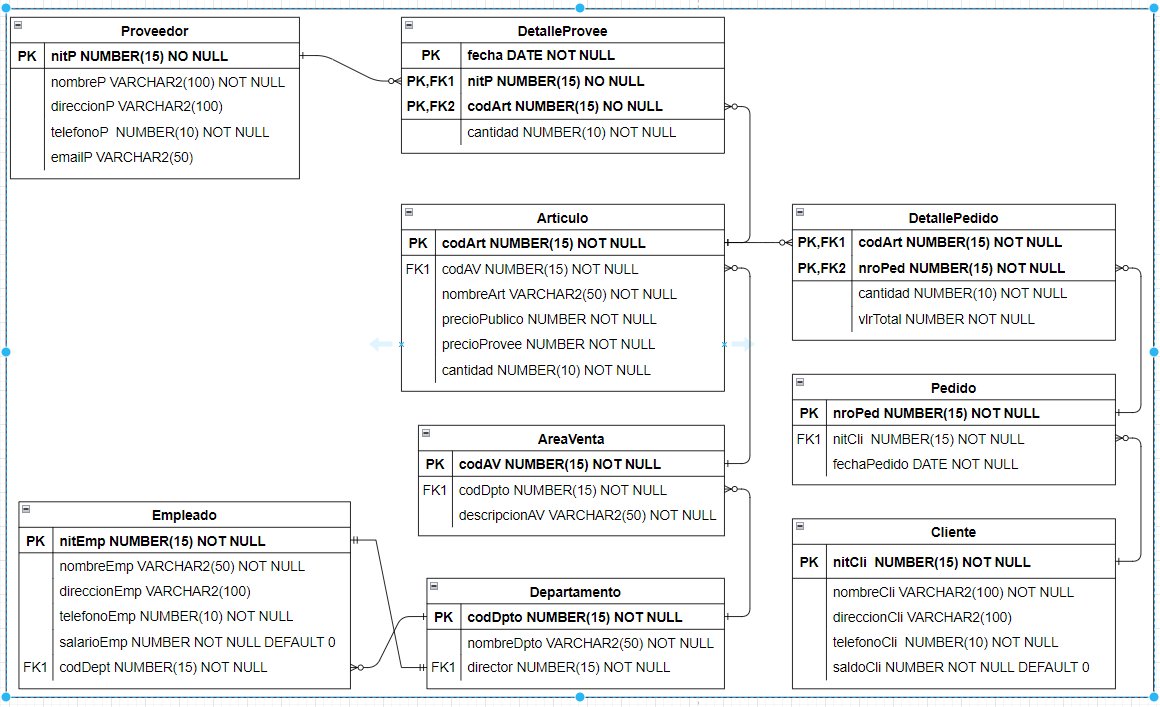 Proveedor
PK nitP NUMBER(15) NO NULL
nombreP VARCHAR2(100) NOT NULL
direccionP VARCHAR2(100)
telefonoP  NUMBER(10) NOT NULL
emailP VARCHAR2(50)
DetalleProvee
PK fecha DATE NOT NULL
PK,FK1 nitP NUMBER(15) NO NULL
PK,FK2 codArt NUMBER(15) NO NULL
cantidad NUMBER(10) NOT NULL
Articulo
PK codArt NUMBER(15) NOT NULL
FK1 codAV NUMBER(15) NOT NULL
nombreArt VARCHAR2(50) NOT NULL
precioPublico NUMBER NOT NULL
precioProvee NUMBER NOT NULL
cantidad NUMBER(10) NOT NULL
DetallePedido
PK,FK1 codArt NUMBER(15) NOT NULL
PK,FK2 nroPed NUMBER(15) NOT NULL
cantidad NUMBER(10) NOT NULL
vlrTotal NUMBER NOT NULL
Pedido
PK nroPed NUMBER(15) NOT NULL
FK1 nitCli  NUMBER(15) NOT NULL
fechaPedido DATE NOT NULL
AreaVenta
PK codAV NUMBER(15) NOT NULL
FK1 codDpto NUMBER(15) NOT NULL
descripcionAV VARCHAR2(50) NOT NULL
Empleado
PK nitEmp NUMBER(15) NOT NULL
nombreEmp VARCHAR2(50) NOT NULL
direccionEmp VARCHAR2(100)
telefonoEmp NUMBER(10) NOT NULL
salarioEmp NUMBER NOT NULL DEFAULT 0
FK1 codDept NUMBER(15) NOT NULL
Departamento
PK codDpto NUMBER(15) NOT NULL
nombreDpto VARCHAR2(50) NOT NULL
FK1 director NUMBER(15) NOT NULL
Cliente
PK nitCli  NUMBER(15) NOT NULL
nombreCli VARCHAR2(100) NOT NULL
direccionCli VARCHAR2(100)
telefonoCli  NUMBER(10) NOT NULL
saldoCli NUMBER NOT NULL DEFAULT 0